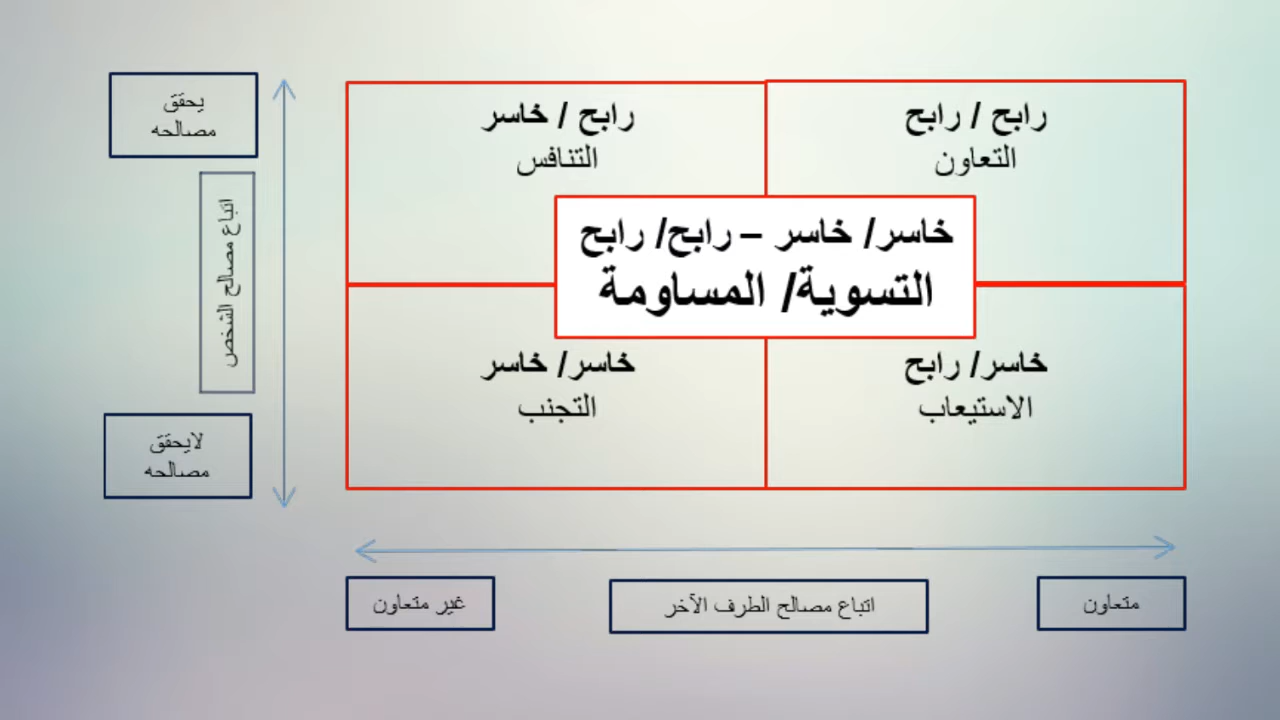 رابح / رابح
التعاون
رابح / خاسر
التنافس
يحقق
مصالحه
خاسر/ خاسر – رابح/ رابح
التسوية/ المساومة
اتباع مصالح الشخص
خاسر/ رابح
الاستيعاب
خاسر/ خاسر
التجنب
لايحقق
مصالحه
متعاون
اتباع مصالح الطرف الآخر
غير متعاون